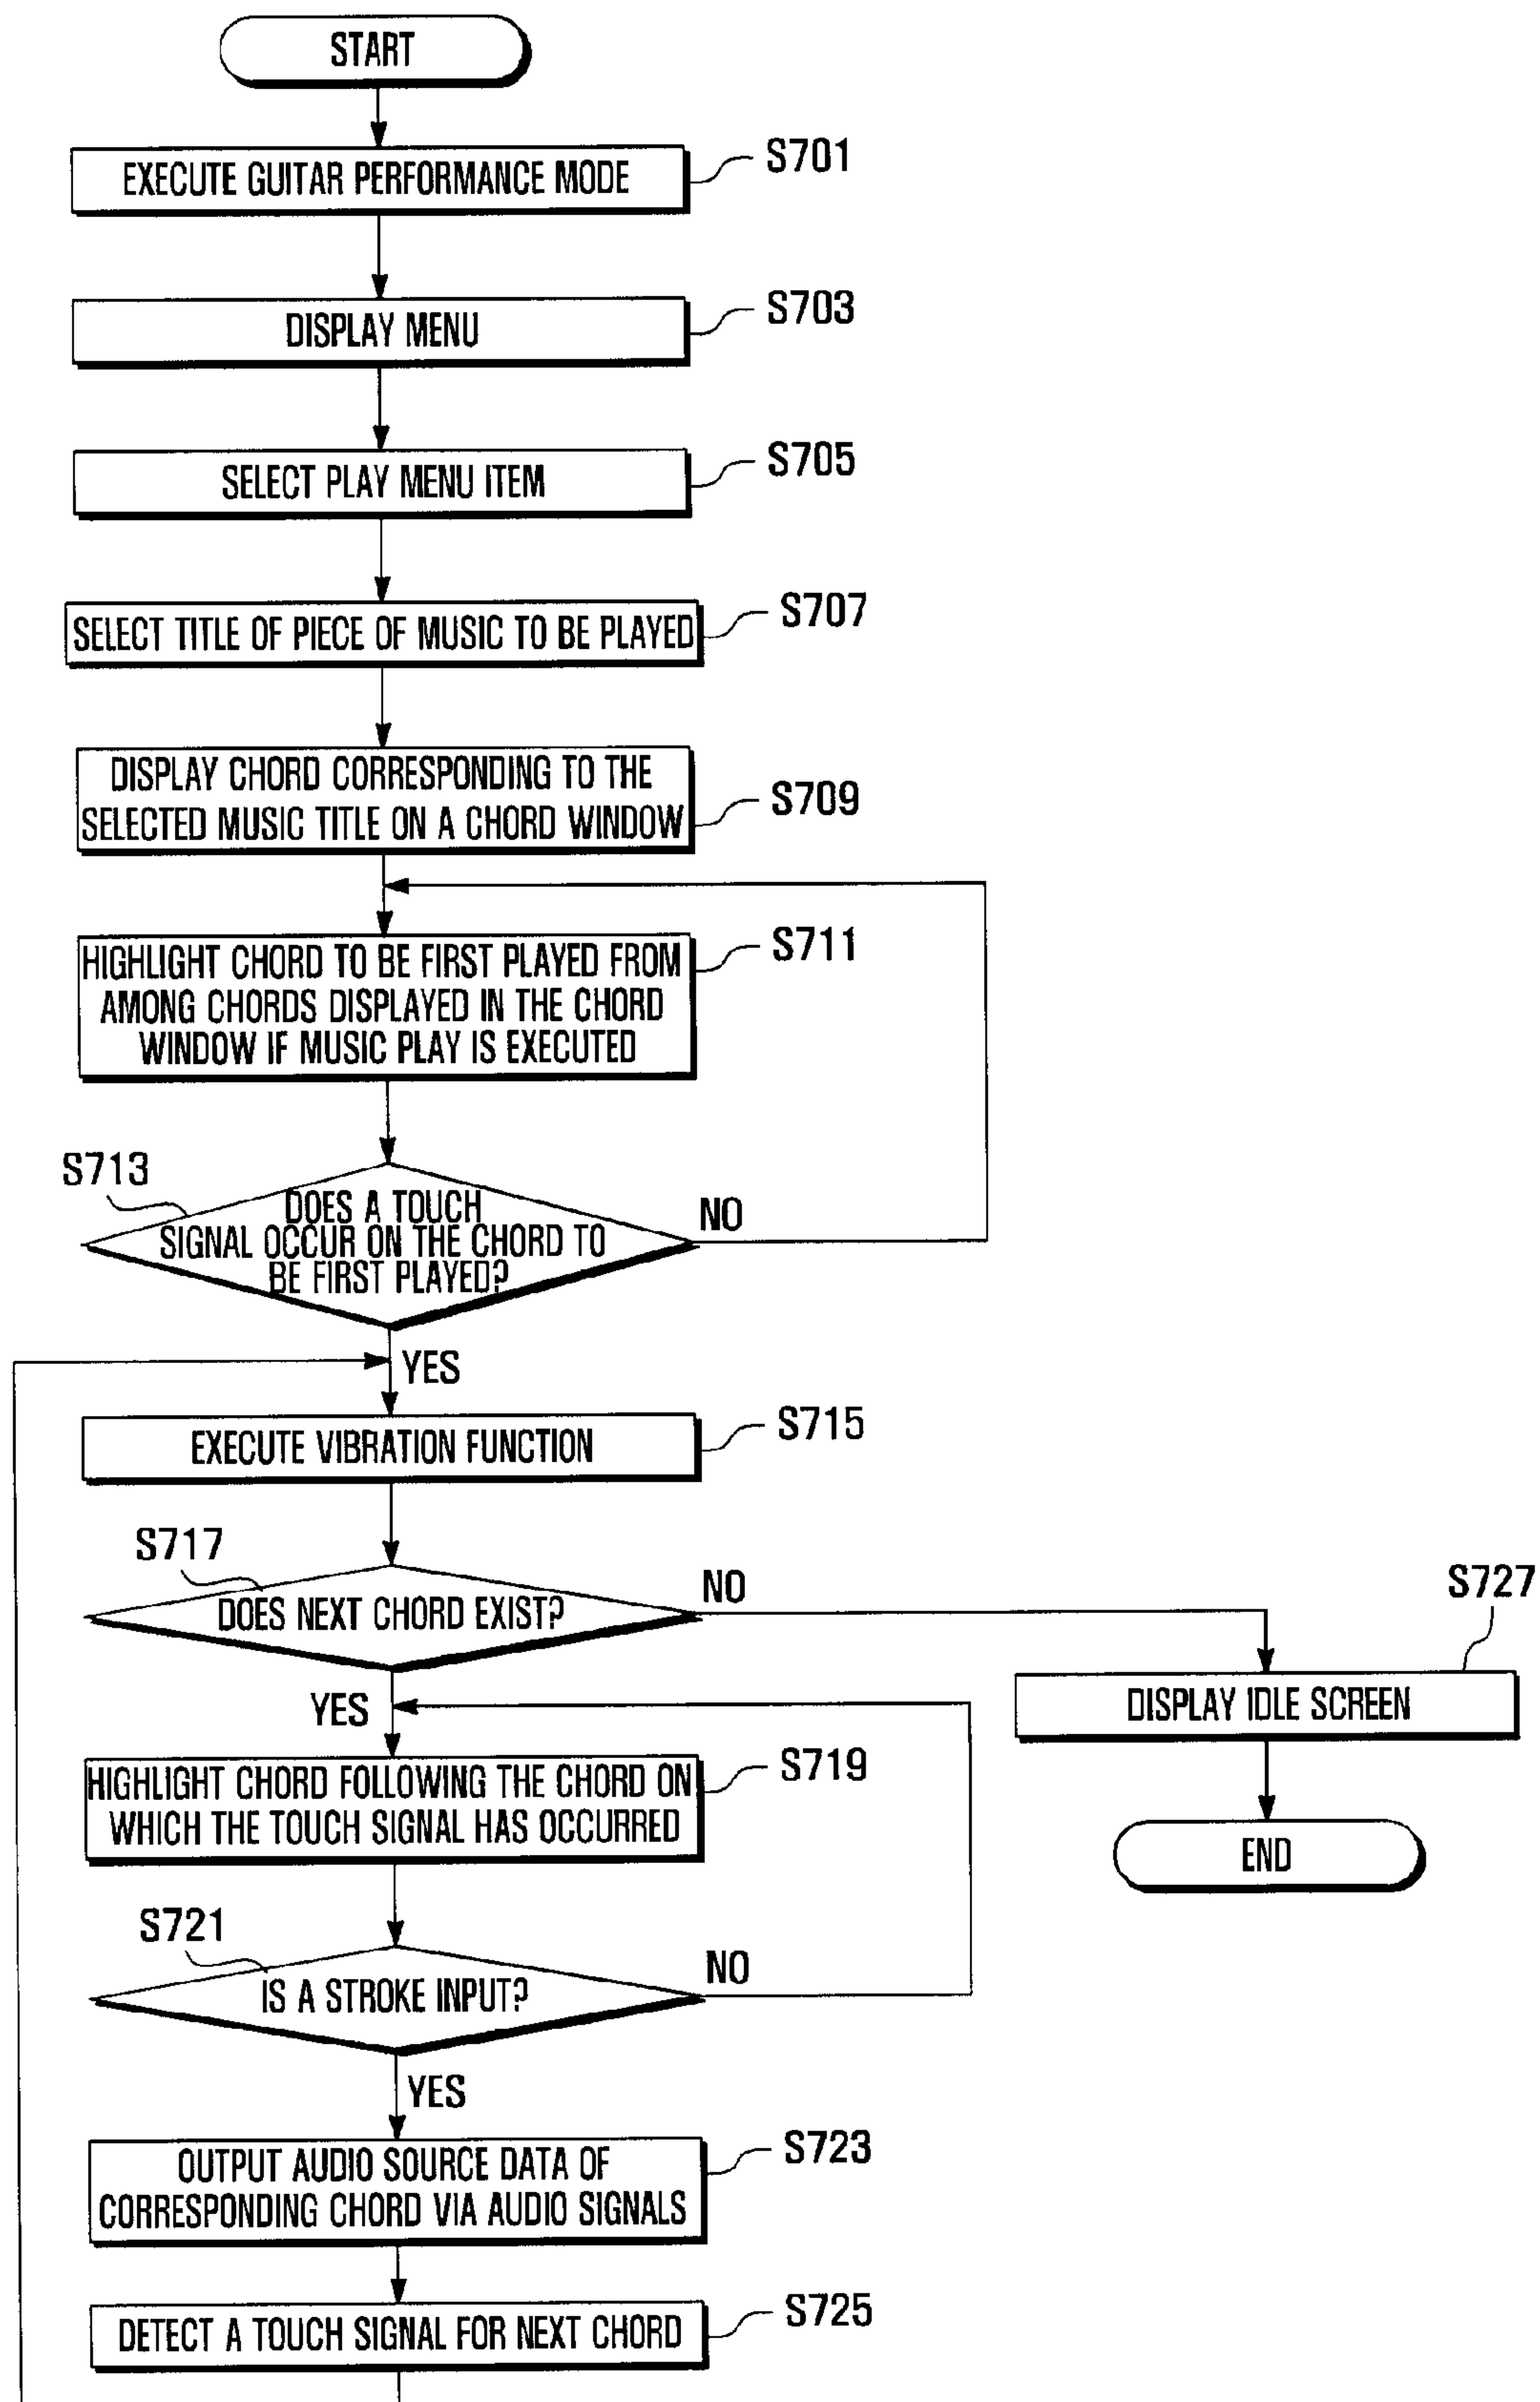 START
EXECUTE GUITAR PERFORMANCE MODE
S701
DISPLAY MENU
S703
SELECT PLAY MENU ITEM
S705
SELECT TITLE OF PIECE OF MUSIC TO BE PLAYED
S707
DISPLAY CHORD CORRESPONDING TO THE
SELECTED MUSIC TITLE ON A CHORD WINDOW
S709
HIGHLIGHT CHORD TO BE FIRST PLAYED FROM
AMONG CHORDS DISPLAYED IN THE CHORD
WINDOW IF MUSIC PLAY IS EXECUTED
S711
S713
DOES A TOUCH
SIGNAL OCCUR ON THE CHORD TO
BE FIRST PLAYED?
NO
YES
EXECUTE VIBRATION FUNCTION
S715
S717
DOES NEXT CHORD EXIST?
NO
S727
DISPLAY IDLE SCREEN
END
YES
HIGHLIGHT CHORD FOLLOWING THE CHORD ON
WHICH THE TOUCH SIGNAL HAS OCCURRED
S719
S721
IS A STROKE INPUT?
NO
YES
OUTPUT AUDIO SOURCE DATA OF
CORRESPONDING CHORD VIA AUDIO SIGNALS
S723
DETECT A TOUCH SIGNAL FOR NEXT CHORD
S725